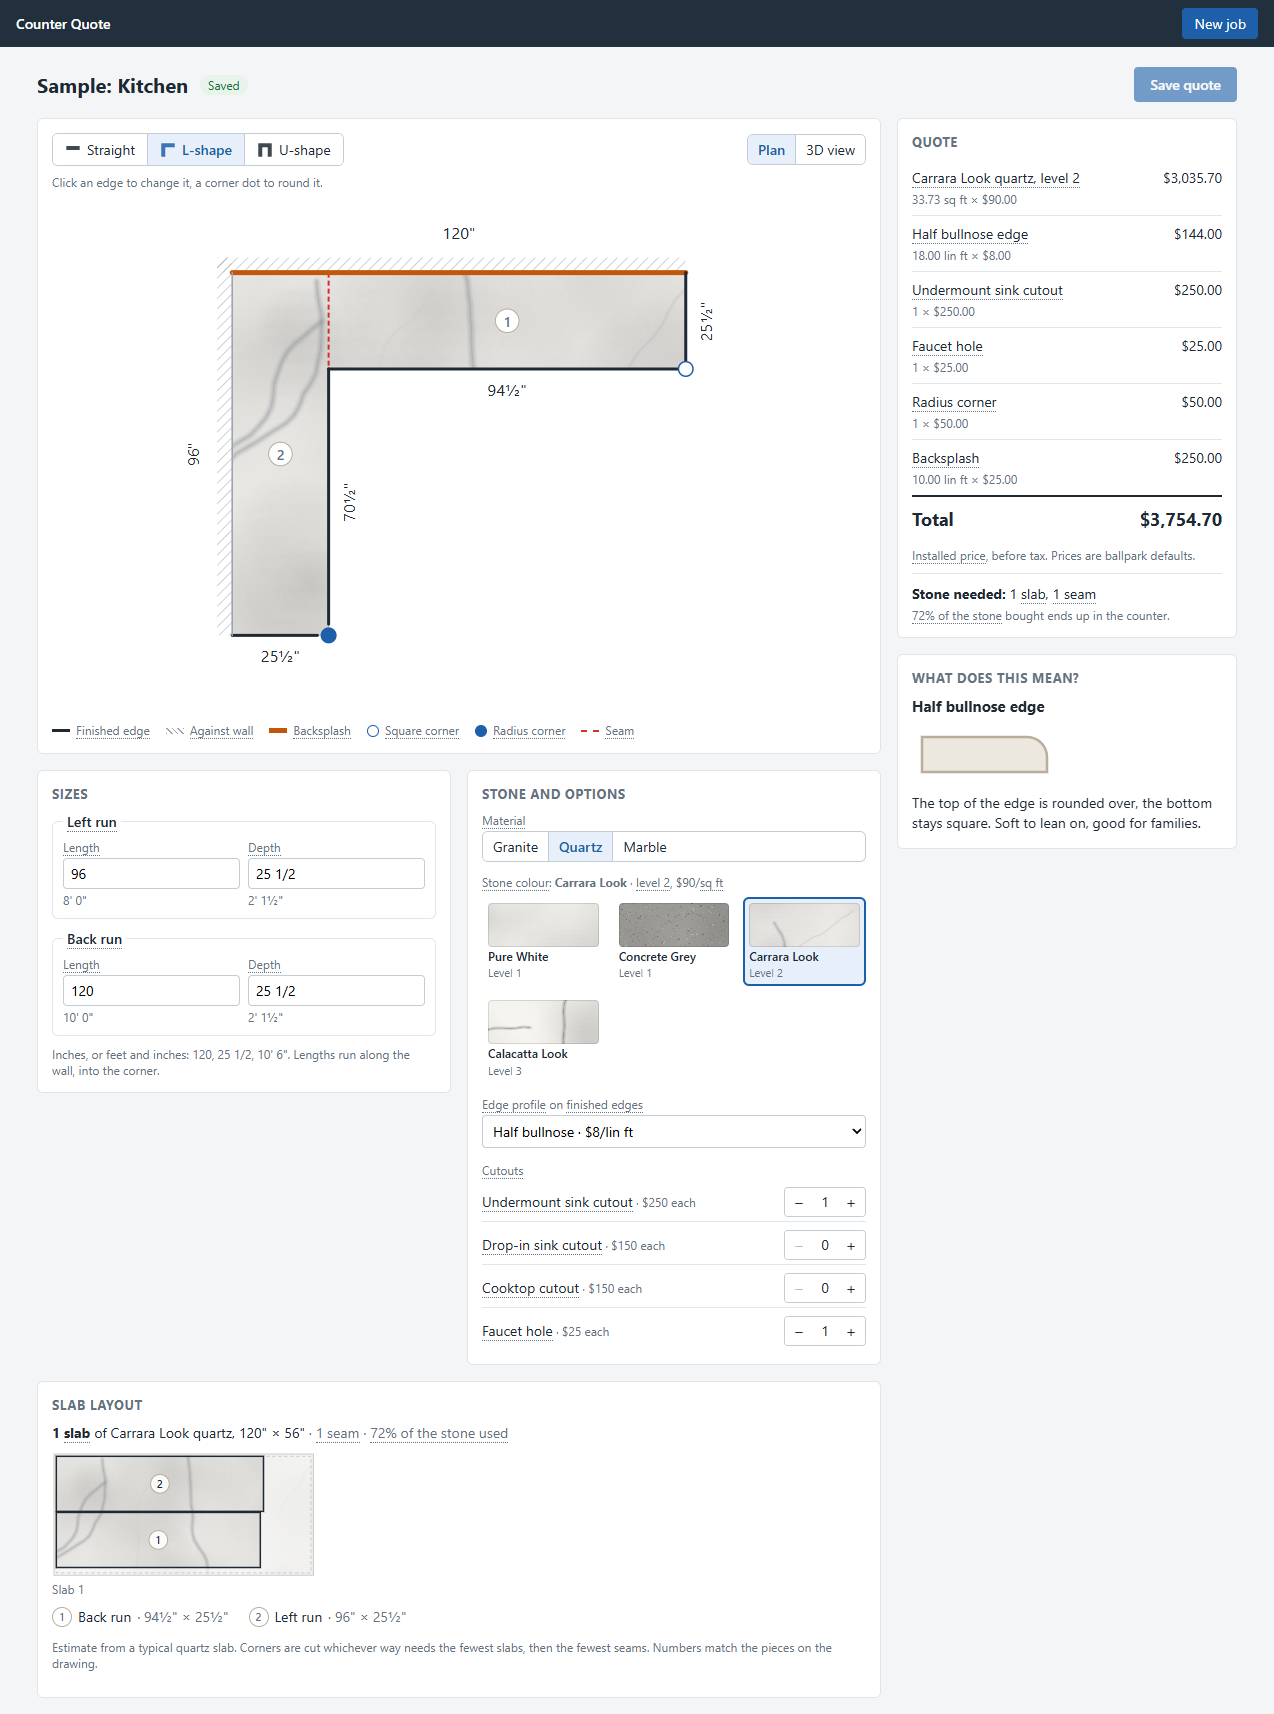 Counter Quote
New job
Sample: Kitchen
Saved
Save quote
Straight
L-shape
U-shape
Plan
3D view
Click an edge to change it, a corner dot to round it.
120"
1
25½"
94½"
96"
2
70½"
25½"
Finished edge
Against wall
Backsplash
Square corner
Radius corner
Seam
QUOTE
Carrara Look quartz, level 2 $3,035.70
33.73 sq ft × $90.00
Half bullnose edge $144.00
18.00 lin ft × $8.00
Undermount sink cutout $250.00
1 × $250.00
Faucet hole $25.00
1 × $25.00
Radius corner $50.00
1 × $50.00
Backsplash $250.00
10.00 lin ft × $25.00
Total $3,754.70
Installed price, before tax. Prices are ballpark defaults.
Stone needed: 1 slab, 1 seam
72% of the stone bought ends up in the counter.
WHAT DOES THIS MEAN?
Half bullnose edge
The top of the edge is rounded over, the bottom
stays square. Soft to lean on, good for families.
SIZES
Left run
Length Depth
96 25 1/2
8' 0" 2' 1½"
Back run
Length Depth
120 25 1/2
10' 0" 2' 1½"
Inches, or feet and inches: 120, 25 1/2, 10' 6". Lengths run along the
wall, into the corner.
STONE AND OPTIONS
Material
Granite Quartz Marble
Stone colour: Carrara Look · level 2, $90/sq ft
Pure White
Level 1
Concrete Grey
Level 1
Carrara Look
Level 2
Calacatta Look
Level 3
Edge profile on finished edges
Half bullnose · $8/lin ft
Cutouts
Undermount sink cutout · $250 each − 1 +
Drop-in sink cutout · $150 each − 0 +
Cooktop cutout · $150 each − 0 +
Faucet hole · $25 each − 1 +
SLAB LAYOUT
1 slab of Carrara Look quartz, 120" × 56" · 1 seam · 72% of the stone used
2
1
Slab 1
1 Back run · 94½" × 25½" 2 Left run · 96" × 25½"
Estimate from a typical quartz slab. Corners are cut whichever way needs the fewest slabs, then the fewest seams. Numbers match the pieces on the
drawing.